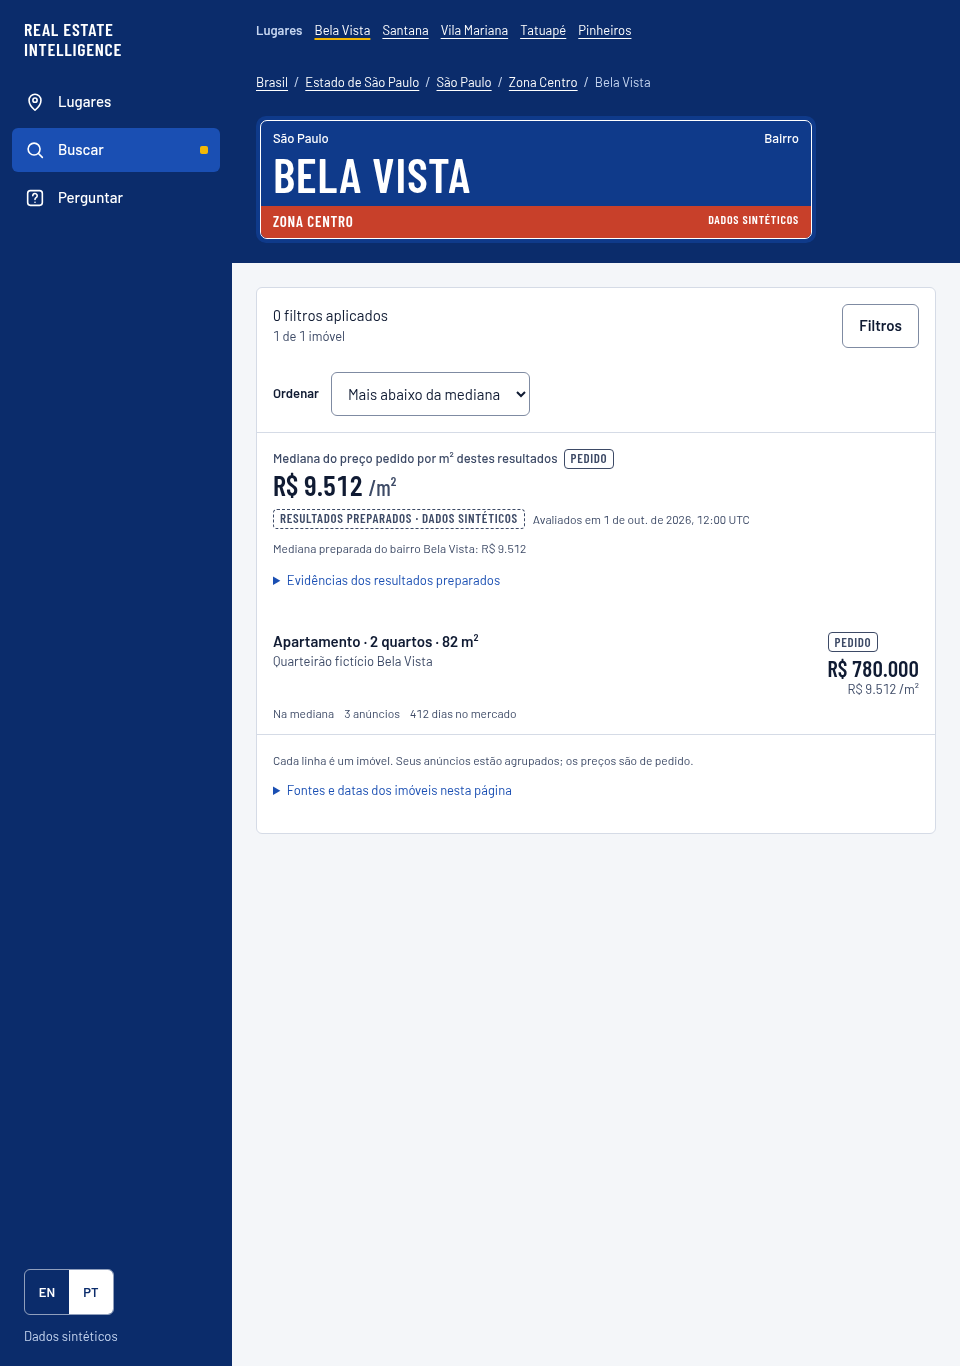 REAL ESTATE
INTELLIGENCE
Lugares
Buscar
Perguntar
EN PT
Dados sintéticos
Lugares Bela Vista Santana Vila Mariana Tatuapé Pinheiros
Brasil / Estado de São Paulo / São Paulo / Zona Centro / Bela Vista
São Paulo Bairro
BELA VISTA
ZONA CENTRO DADOS SINTÉTICOS
0 filtros aplicados
1 de 1 imóvel
Filtros
Ordenar Mais abaixo da mediana
Mediana do preço pedido por m² destes resultados PEDIDO
R$ 9.512 /m²
RESULTADOS PREPARADOS · DADOS SINTÉTICOS Avaliados em 1 de out. de 2026, 12:00 UTC
Mediana preparada do bairro Bela Vista: R$ 9.512
Evidências dos resultados preparados
Apartamento · 2 quartos · 82 m² PEDIDO
Quarteirão fictício Bela Vista R$ 780.000
R$ 9.512 /m²
Na mediana 3 anúncios 412 dias no mercado
Cada linha é um imóvel. Seus anúncios estão agrupados; os preços são de pedido.
Fontes e datas dos imóveis nesta página